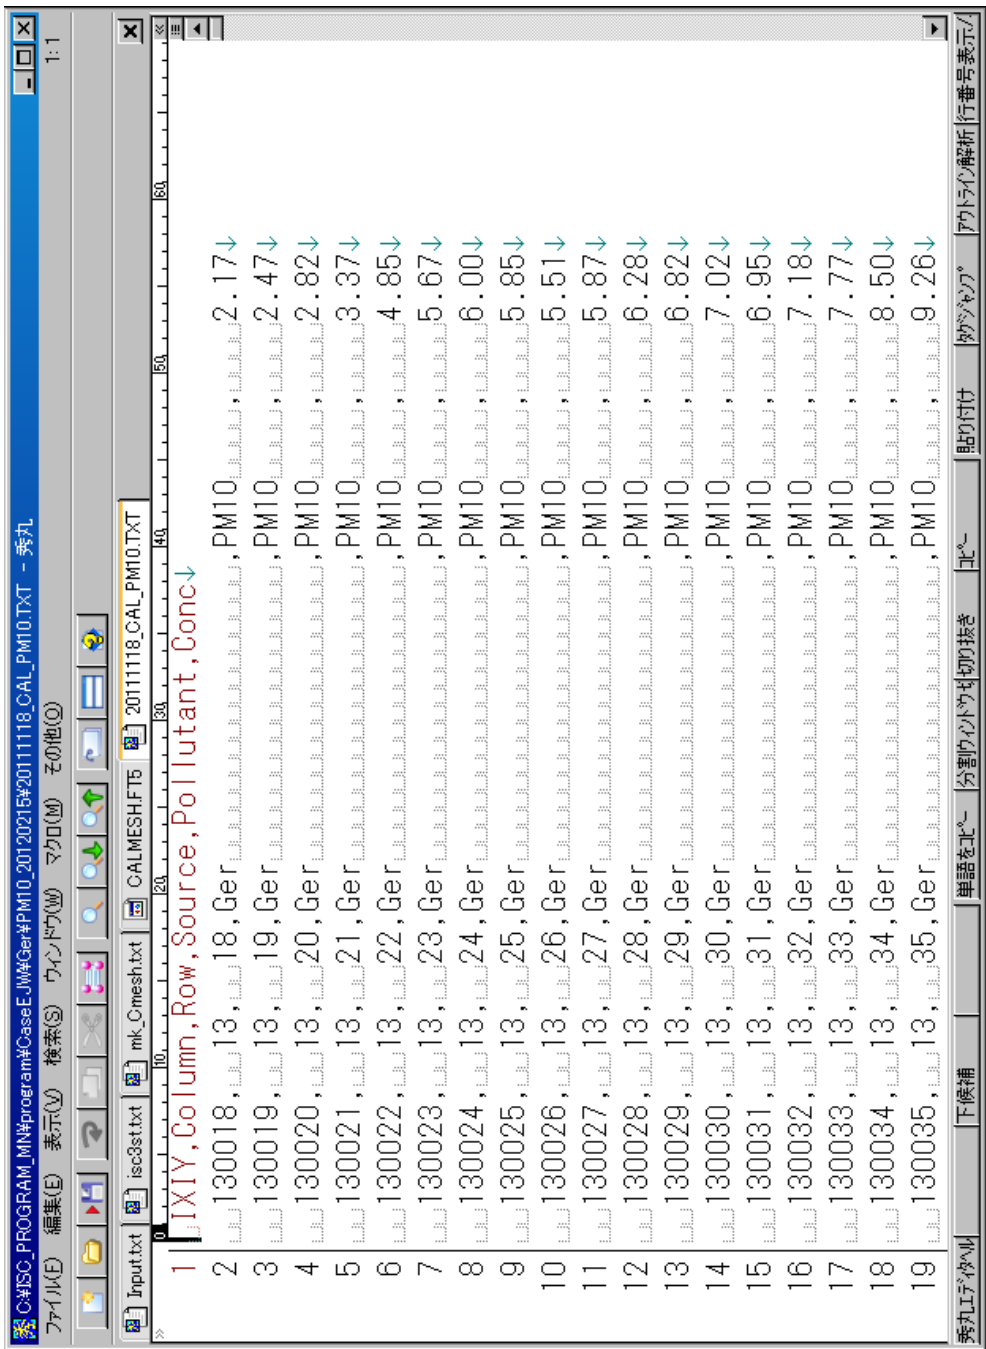 C:¥ISC_PROGRAM_MN¥program¥CaseEJW¥Ger¥PM10_20120215¥20111118_CAL_PM10.TXT - 秀丸
ファイル(F) 編集(E) 表示(V) 検索(S) ウィンドウ(W) マクロ(M) その他(O) 1: 1
Input.txt isc3st.txt mk_Cmesh.txt CALMESH.FT5 20111118_CAL_PM10.TXT
0 10 20 30 40 50 60
1 IXIY,Column,Row,Source,Pollutant,Conc↓
2 130018, 13, 18,Ger ,PM10 , 2.17↓
3 130019, 13, 19,Ger ,PM10 , 2.47↓
4 130020, 13, 20,Ger ,PM10 , 2.82↓
5 130021, 13, 21,Ger ,PM10 , 3.37↓
6 130022, 13, 22,Ger ,PM10 , 4.85↓
7 130023, 13, 23,Ger ,PM10 , 5.67↓
8 130024, 13, 24,Ger ,PM10 , 6.00↓
9 130025, 13, 25,Ger ,PM10 , 5.85↓
10 130026, 13, 26,Ger ,PM10 , 5.51↓
11 130027, 13, 27,Ger ,PM10 , 5.87↓
12 130028, 13, 28,Ger ,PM10 , 6.28↓
13 130029, 13, 29,Ger ,PM10 , 6.82↓
14 130030, 13, 30,Ger ,PM10 , 7.02↓
15 130031, 13, 31,Ger ,PM10 , 6.95↓
16 130032, 13, 32,Ger ,PM10 , 7.18↓
17 130033, 13, 33,Ger ,PM10 , 7.77↓
18 130034, 13, 34,Ger ,PM10 , 8.50↓
19 130035, 13, 35,Ger ,PM10 , 9.26↓
秀丸エディタヘル 下候補 単語をコピー 分割ウィンドウ切 切り抜き コピー 貼り付け タグジャンプ アウトライン解析 行番号表示/